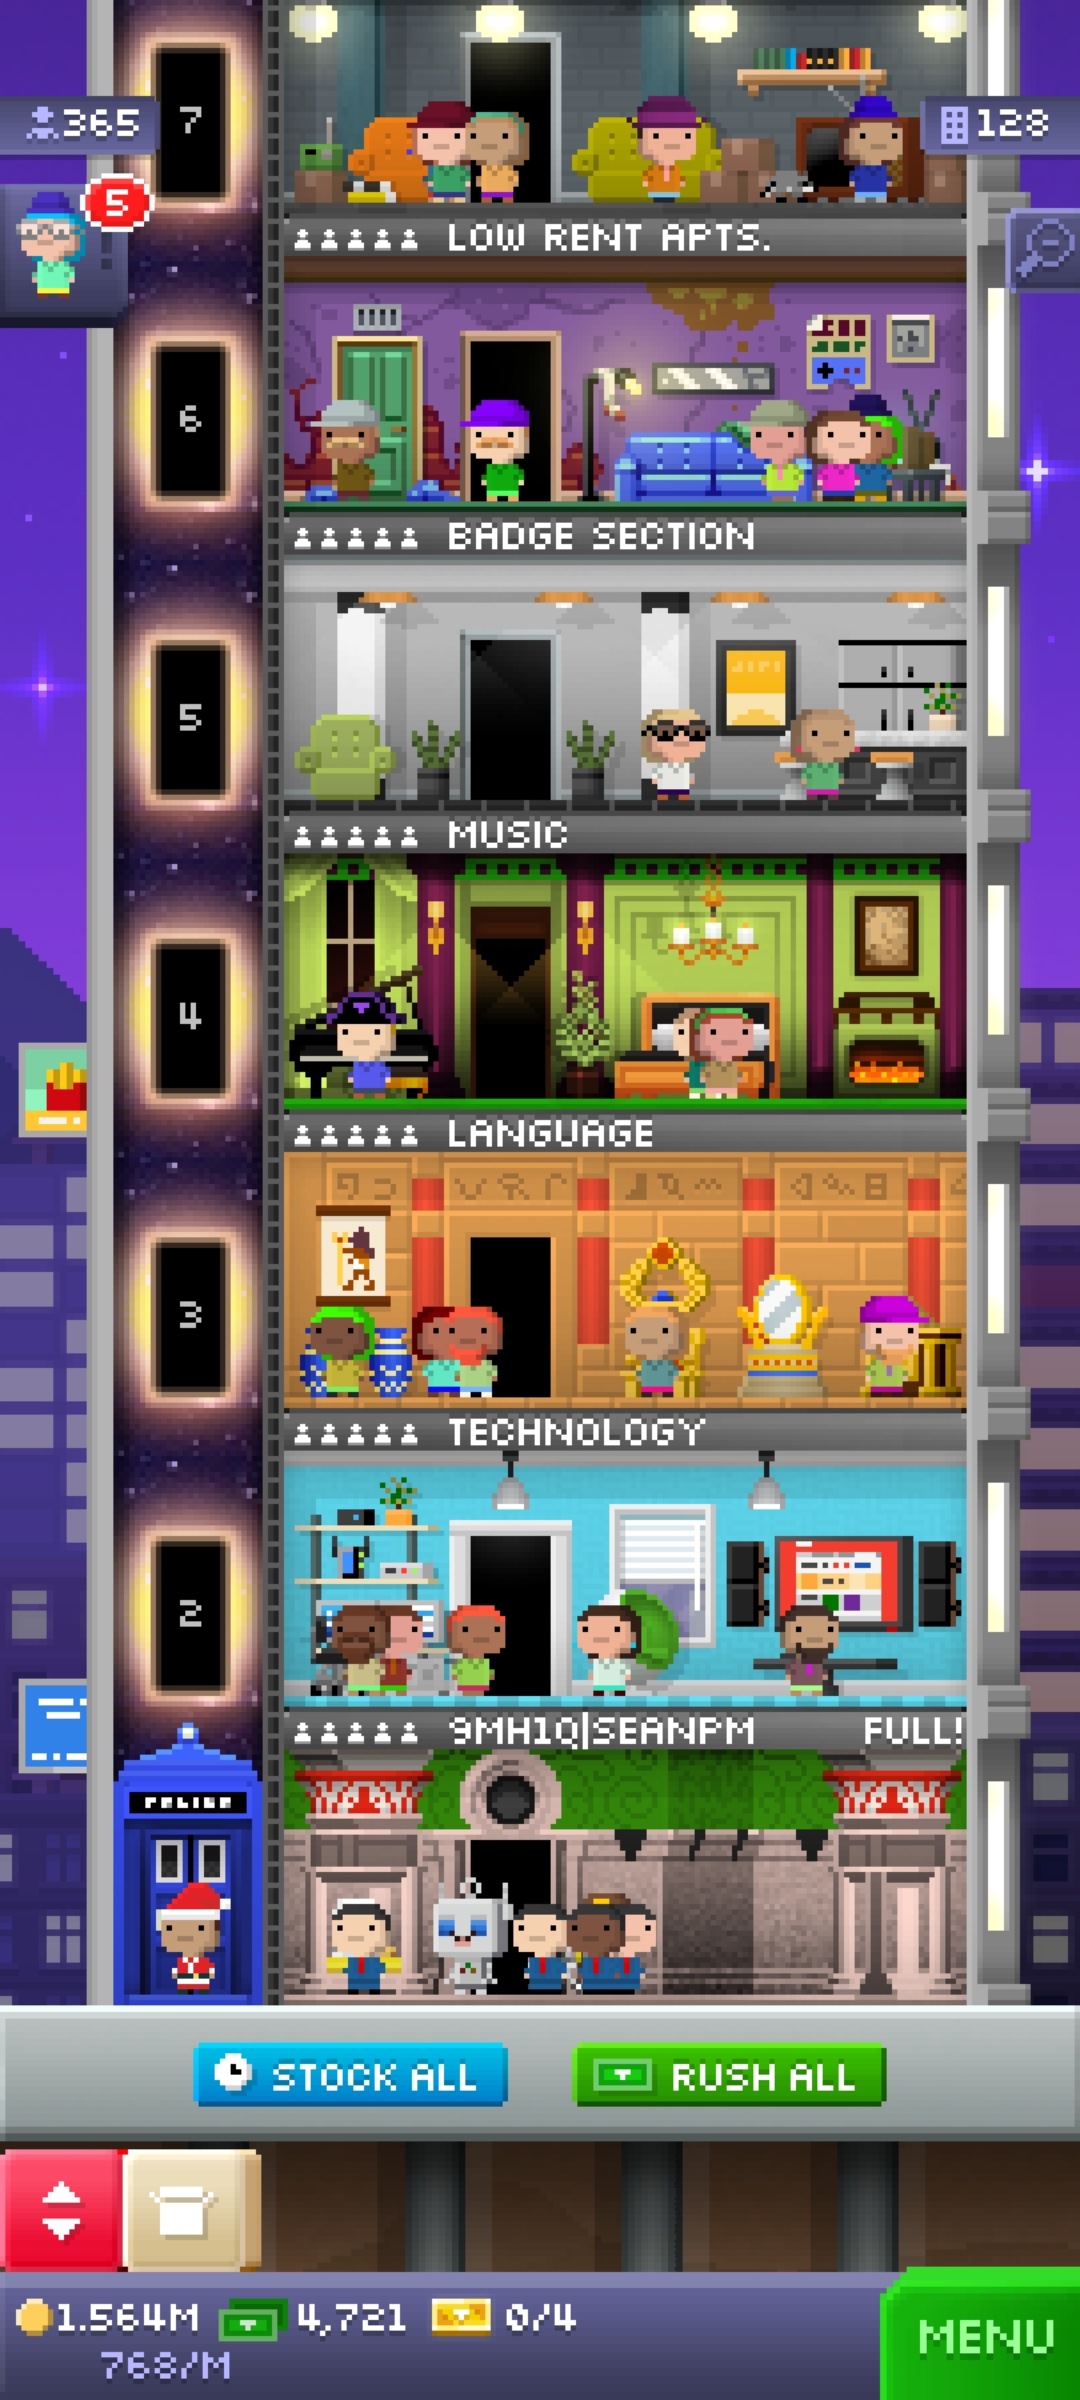 7
365
128
5
LOW RENT APTS.
6
BADGE SECTION
5
MUSIC
4
LANGUAGE
3
TECHNOLOGY
2
9MH1Q|SEANPM FULL!
POLICE
STOCK ALL
RUSH ALL
1.564M
4,721
0/4
768/M
MENU